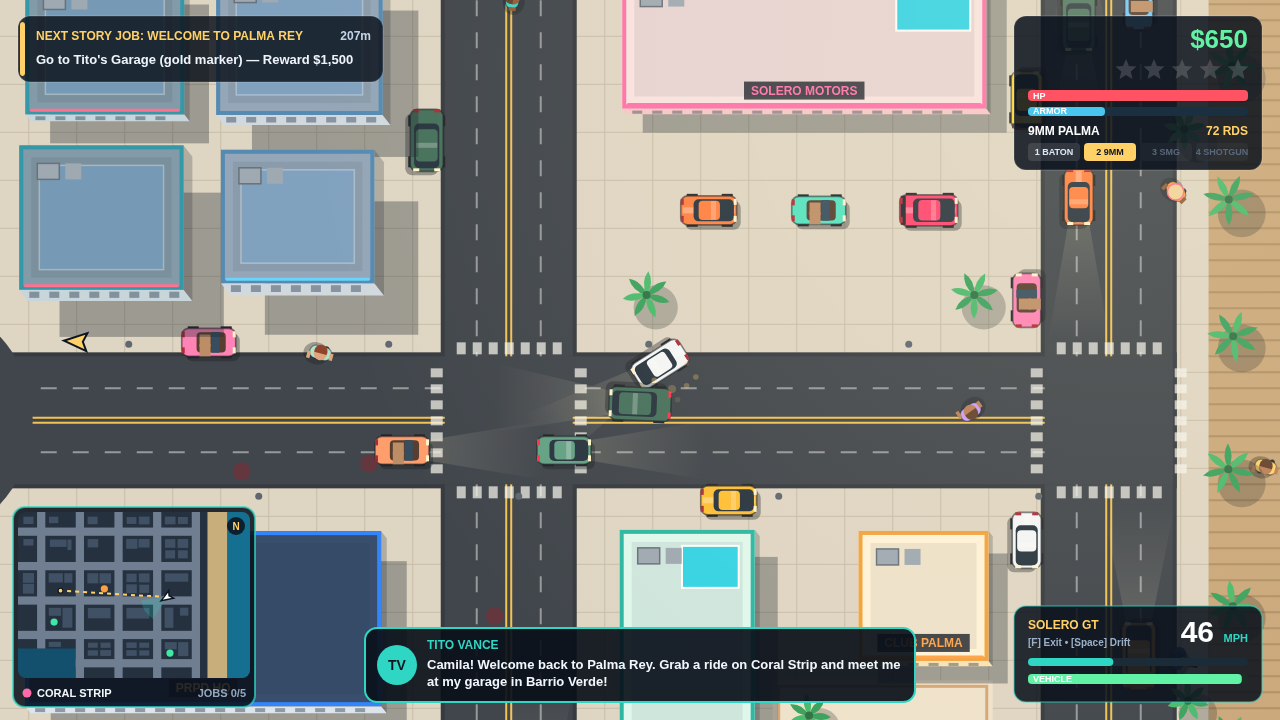 NEXT STORY JOB: WELCOME TO PALMA REY 207m
Go to Tito's Garage (gold marker) — Reward $1,500
SOLERO MOTORS
$650
HP
ARMOR
9MM PALMA 72 RDS
1 BATON 2 9MM 3 SMG 4 SHOTGUN
N
CORAL STRIP JOBS 0/5
TV
TITO VANCE
Camila! Welcome back to Palma Rey. Grab a ride on Coral Strip and meet me
at my garage in Barrio Verde!
CLUB PALMA
SOLERO GT 46 MPH
[F] Exit • [Space] Drift
VEHICLE